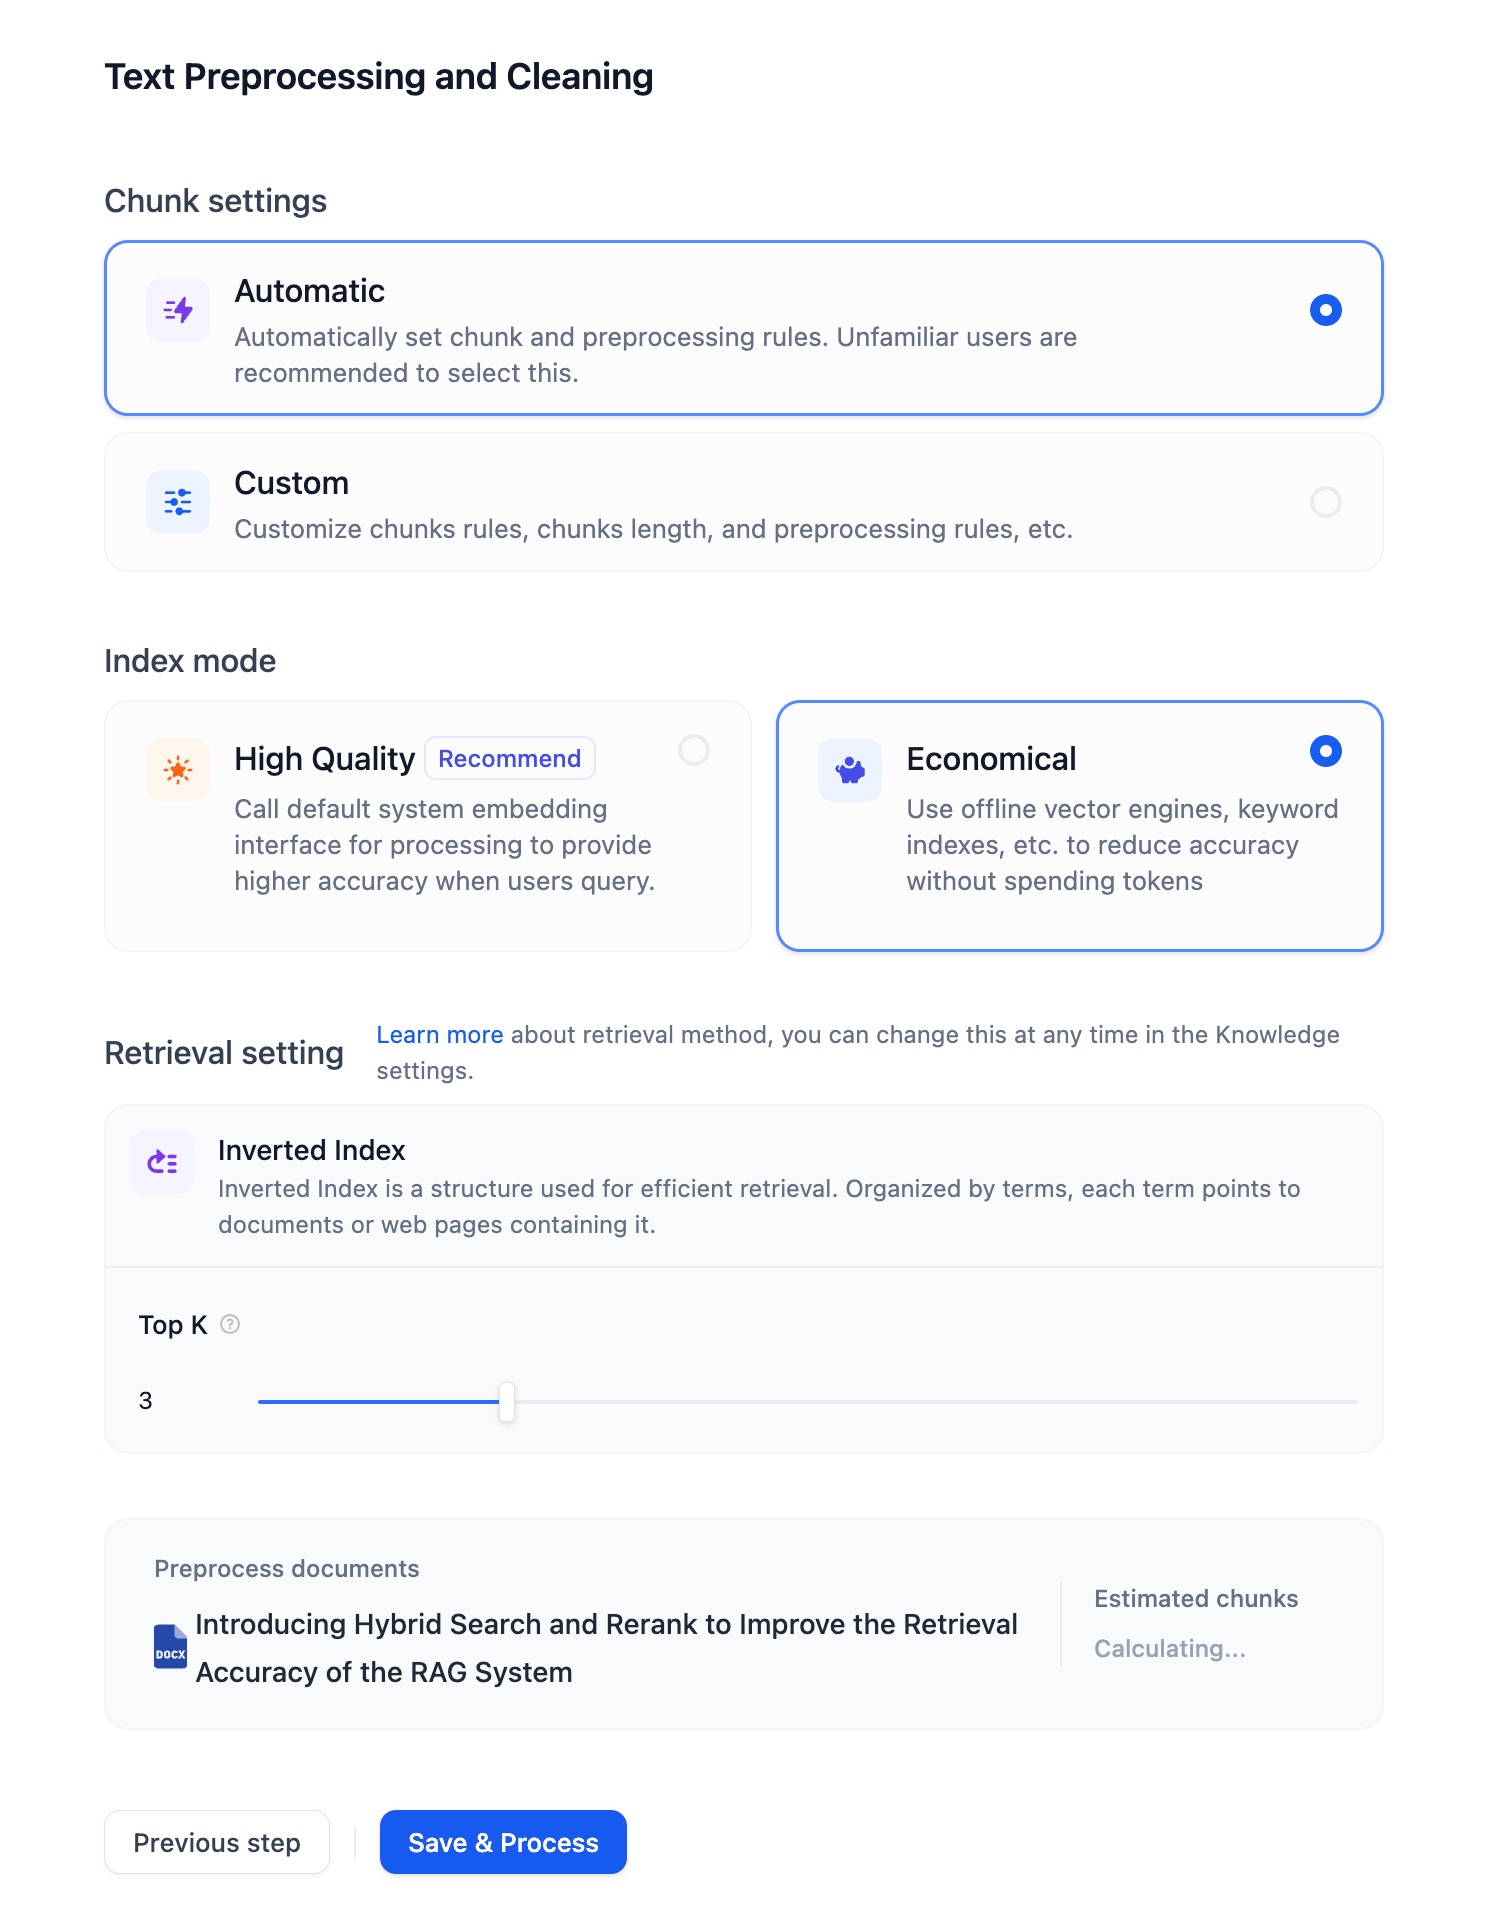 Text Preprocessing and Cleaning
Chunk settings
Automatic
Automatically set chunk and preprocessing rules. Unfamiliar users are
recommended to select this.
Custom
Customize chunks rules, chunks length, and preprocessing rules, etc.
Index mode
High Quality Recommend
Call default system embedding
interface for processing to provide
higher accuracy when users query.
Economical
Use offline vector engines, keyword
indexes, etc. to reduce accuracy
without spending tokens
Retrieval setting
Learn more about retrieval method, you can change this at any time in the Knowledge
settings.
Inverted Index
Inverted Index is a structure used for efficient retrieval. Organized by terms, each term points to
documents or web pages containing it.
Top K ?
3
Preprocess documents
DOCX
Introducing Hybrid Search and Rerank to Improve the Retrieval
Accuracy of the RAG System
Estimated chunks
Calculating...
Previous step
Save & Process